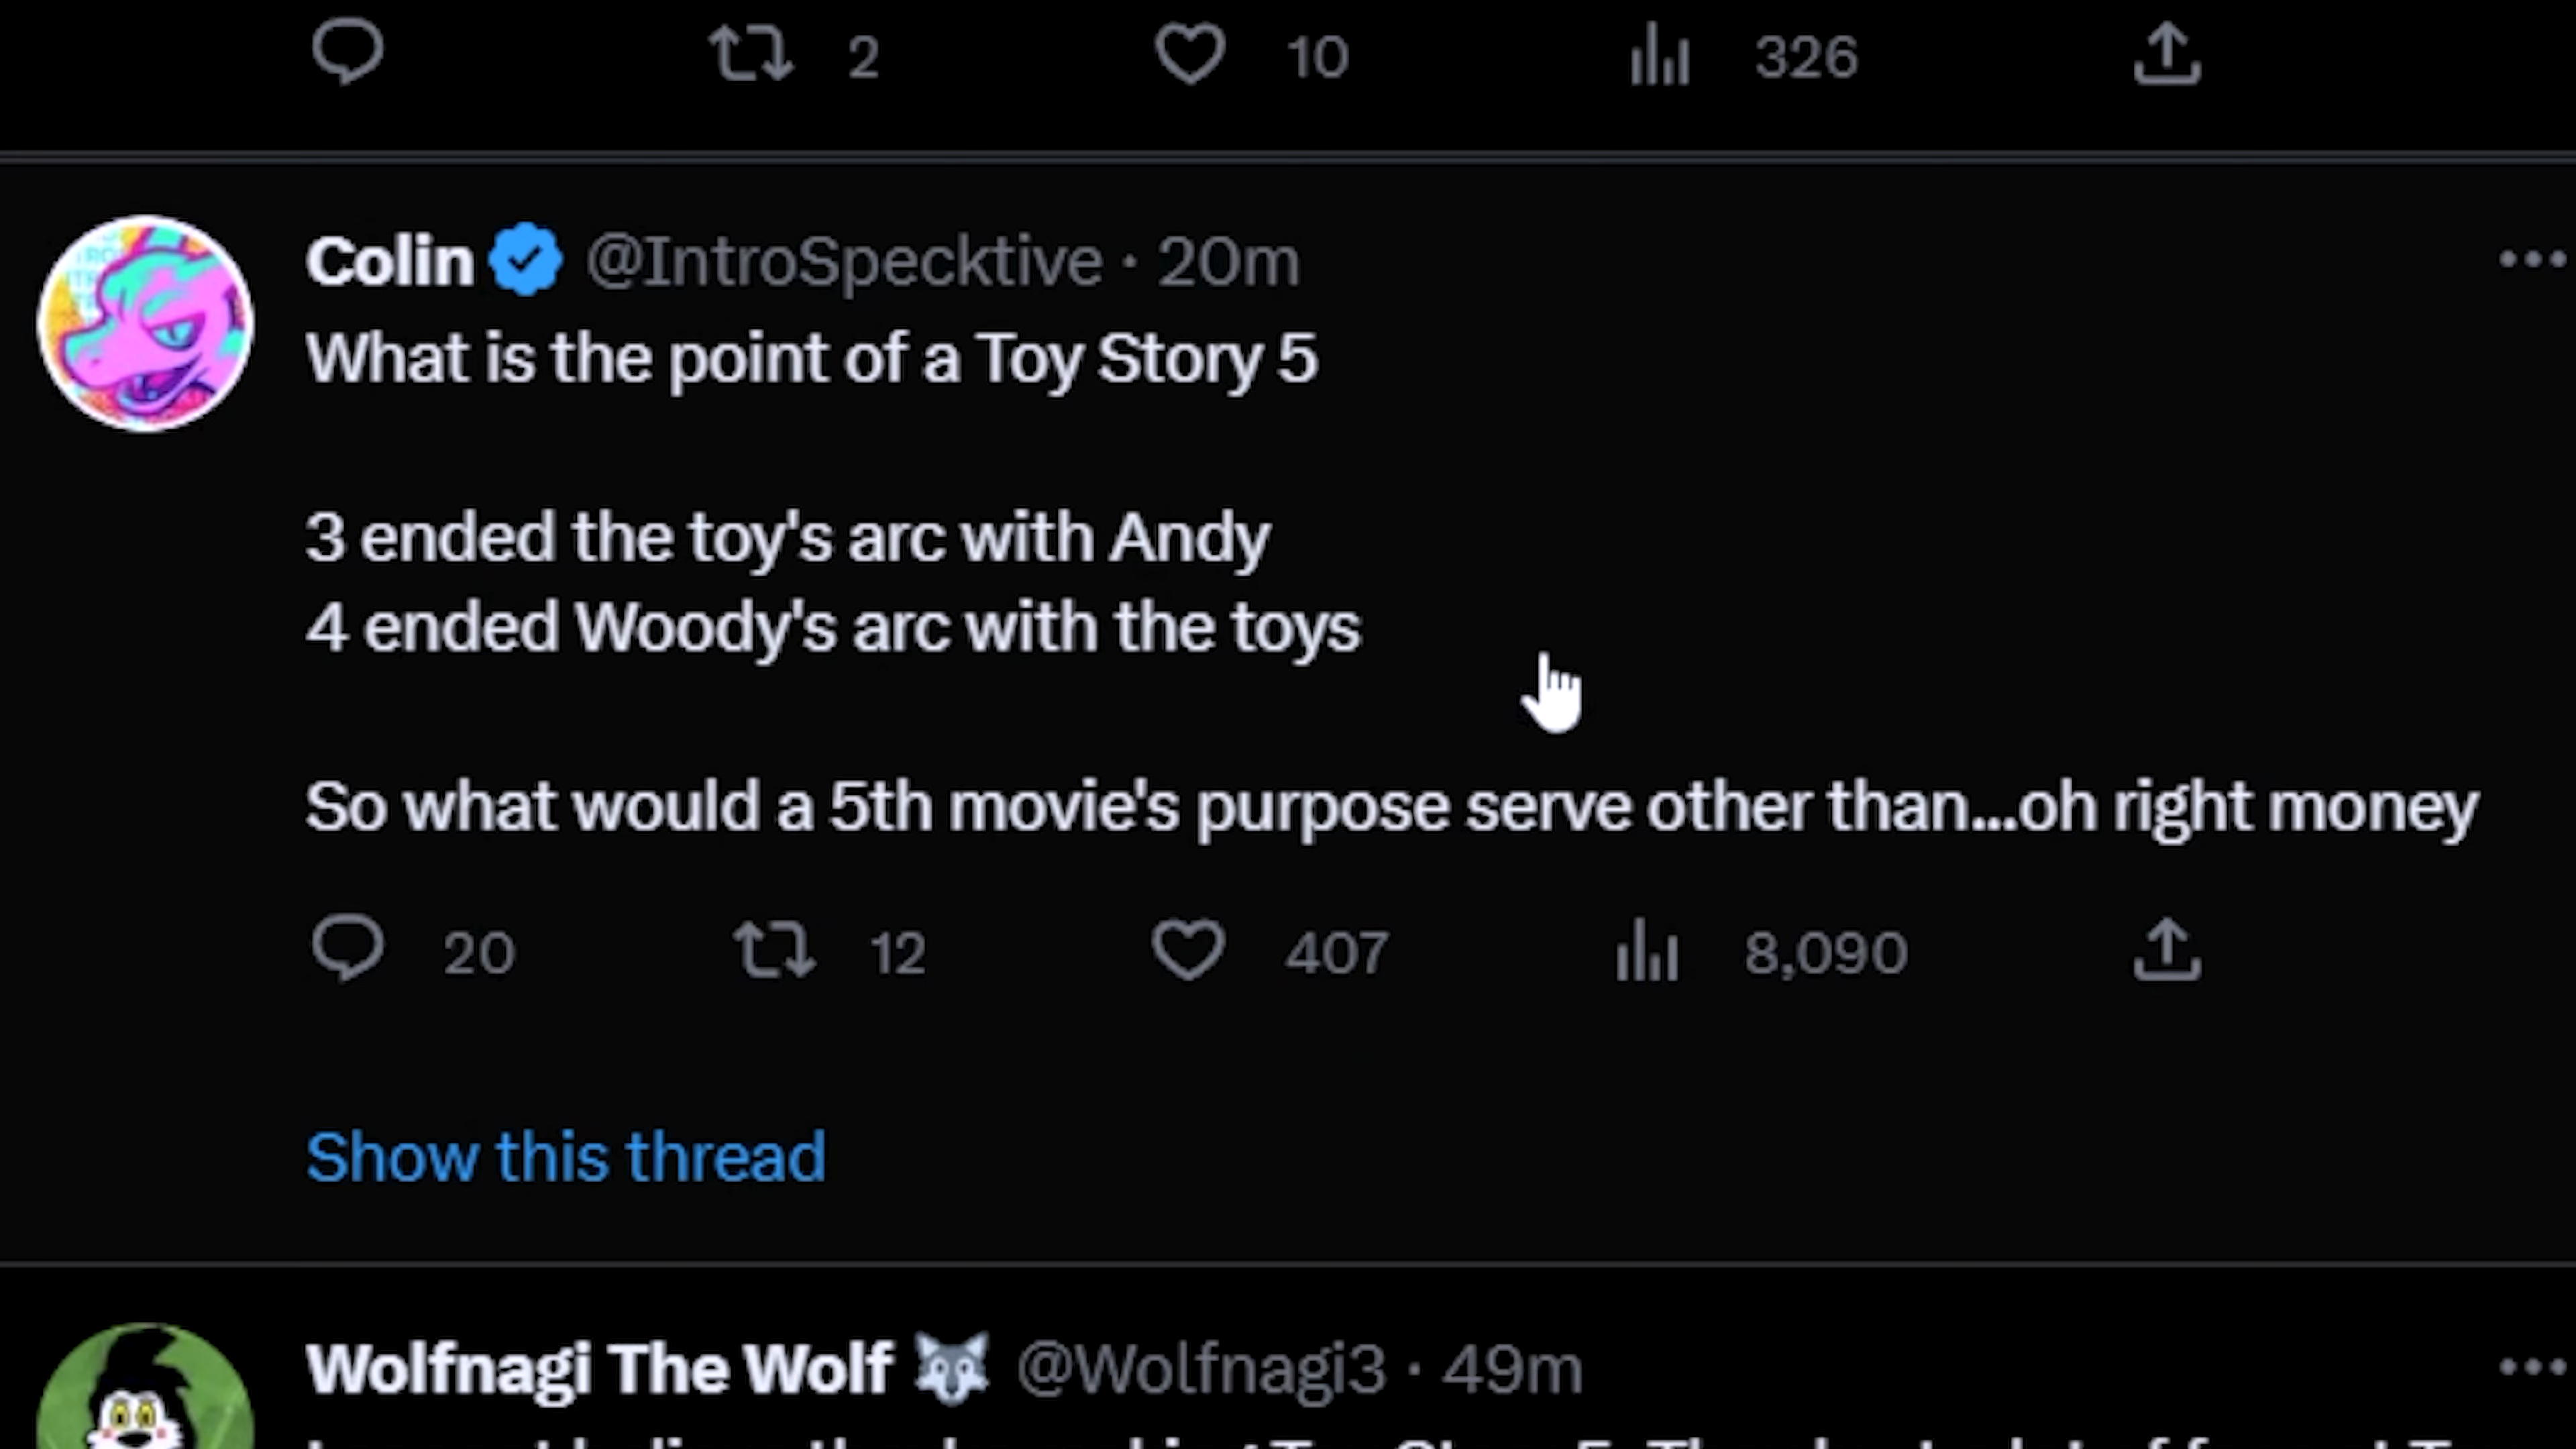 2 10 326
Colin @IntroSpecktive · 20m
What is the point of a Toy Story 5
3 ended the toy's arc with Andy
4 ended Woody's arc with the toys
So what would a 5th movie's purpose serve other than...oh right money
20 12 407 8,090
Show this thread
Wolfnagi The Wolf 🐺 @Wolfnagi3 · 49m